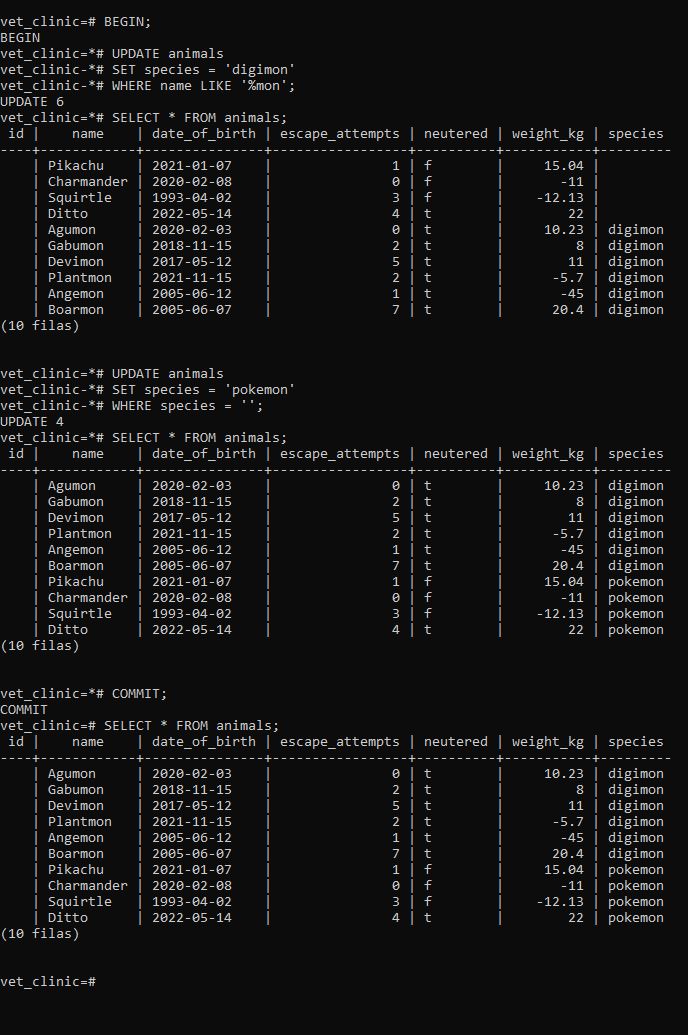 vet_clinic=# BEGIN;
BEGIN
vet_clinic=*# UPDATE animals
vet_clinic-*# SET species = 'digimon'
vet_clinic-*# WHERE name LIKE '%mon';
UPDATE 6
vet_clinic=*# SELECT * FROM animals;
 id |    name    | date_of_birth | escape_attempts | neutered | weight_kg | species
----+------------+---------------+-----------------+----------+-----------+---------
    | Pikachu    | 2021-01-07    |               1 | f        |     15.04 |
    | Charmander | 2020-02-08    |               0 | f        |       -11 |
    | Squirtle   | 1993-04-02    |               3 | f        |    -12.13 |
    | Ditto      | 2022-05-14    |               4 | t        |        22 |
    | Agumon     | 2020-02-03    |               0 | t        |     10.23 | digimon
    | Gabumon    | 2018-11-15    |               2 | t        |         8 | digimon
    | Devimon    | 2017-05-12    |               5 | t        |        11 | digimon
    | Plantmon   | 2021-11-15    |               2 | t        |      -5.7 | digimon
    | Angemon    | 2005-06-12    |               1 | t        |       -45 | digimon
    | Boarmon    | 2005-06-07    |               7 | t        |      20.4 | digimon
(10 filas)
vet_clinic=*# UPDATE animals
vet_clinic-*# SET species = 'pokemon'
vet_clinic-*# WHERE species = '';
UPDATE 4
vet_clinic=*# SELECT * FROM animals;
 id |    name    | date_of_birth | escape_attempts | neutered | weight_kg | species
----+------------+---------------+-----------------+----------+-----------+---------
    | Agumon     | 2020-02-03    |               0 | t        |     10.23 | digimon
    | Gabumon    | 2018-11-15    |               2 | t        |         8 | digimon
    | Devimon    | 2017-05-12    |               5 | t        |        11 | digimon
    | Plantmon   | 2021-11-15    |               2 | t        |      -5.7 | digimon
    | Angemon    | 2005-06-12    |               1 | t        |       -45 | digimon
    | Boarmon    | 2005-06-07    |               7 | t        |      20.4 | digimon
    | Pikachu    | 2021-01-07    |               1 | f        |     15.04 | pokemon
    | Charmander | 2020-02-08    |               0 | f        |       -11 | pokemon
    | Squirtle   | 1993-04-02    |               3 | f        |    -12.13 | pokemon
    | Ditto      | 2022-05-14    |               4 | t        |        22 | pokemon
(10 filas)
vet_clinic=*# COMMIT;
COMMIT
vet_clinic=# SELECT * FROM animals;
 id |    name    | date_of_birth | escape_attempts | neutered | weight_kg | species
----+------------+---------------+-----------------+----------+-----------+---------
    | Agumon     | 2020-02-03    |               0 | t        |     10.23 | digimon
    | Gabumon    | 2018-11-15    |               2 | t        |         8 | digimon
    | Devimon    | 2017-05-12    |               5 | t        |        11 | digimon
    | Plantmon   | 2021-11-15    |               2 | t        |      -5.7 | digimon
    | Angemon    | 2005-06-12    |               1 | t        |       -45 | digimon
    | Boarmon    | 2005-06-07    |               7 | t        |      20.4 | digimon
    | Pikachu    | 2021-01-07    |               1 | f        |     15.04 | pokemon
    | Charmander | 2020-02-08    |               0 | f        |       -11 | pokemon
    | Squirtle   | 1993-04-02    |               3 | f        |    -12.13 | pokemon
    | Ditto      | 2022-05-14    |               4 | t        |        22 | pokemon
(10 filas)
vet_clinic=#